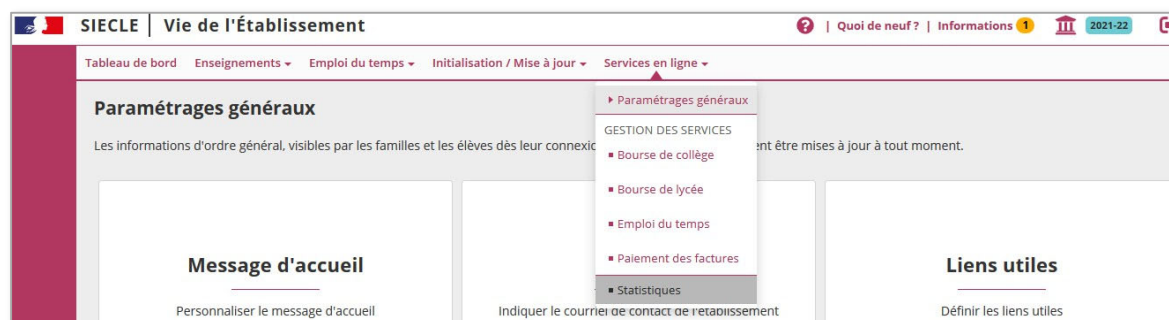 SIECLE | Vie de l'Établissement
| Quoi de neuf ? | Informations 1 2021-22
Tableau de bord Enseignements Emploi du temps Initialisation / Mise à jour Services en ligne
Paramétrages généraux
Paramétrages généraux
GESTION DES SERVICES
Les informations d'ordre général, visibles par les familles et les élèves dès leur ent être mises à jour à tout moment.
Bourse de collège
Bourse de lycée
Emploi du temps
Paiement des factures
Statistiques
Message d'accueil
Personnaliser le message d'accueil
Indiquer le courriel de contact de l'établissement
Liens utiles
Définir les liens utiles